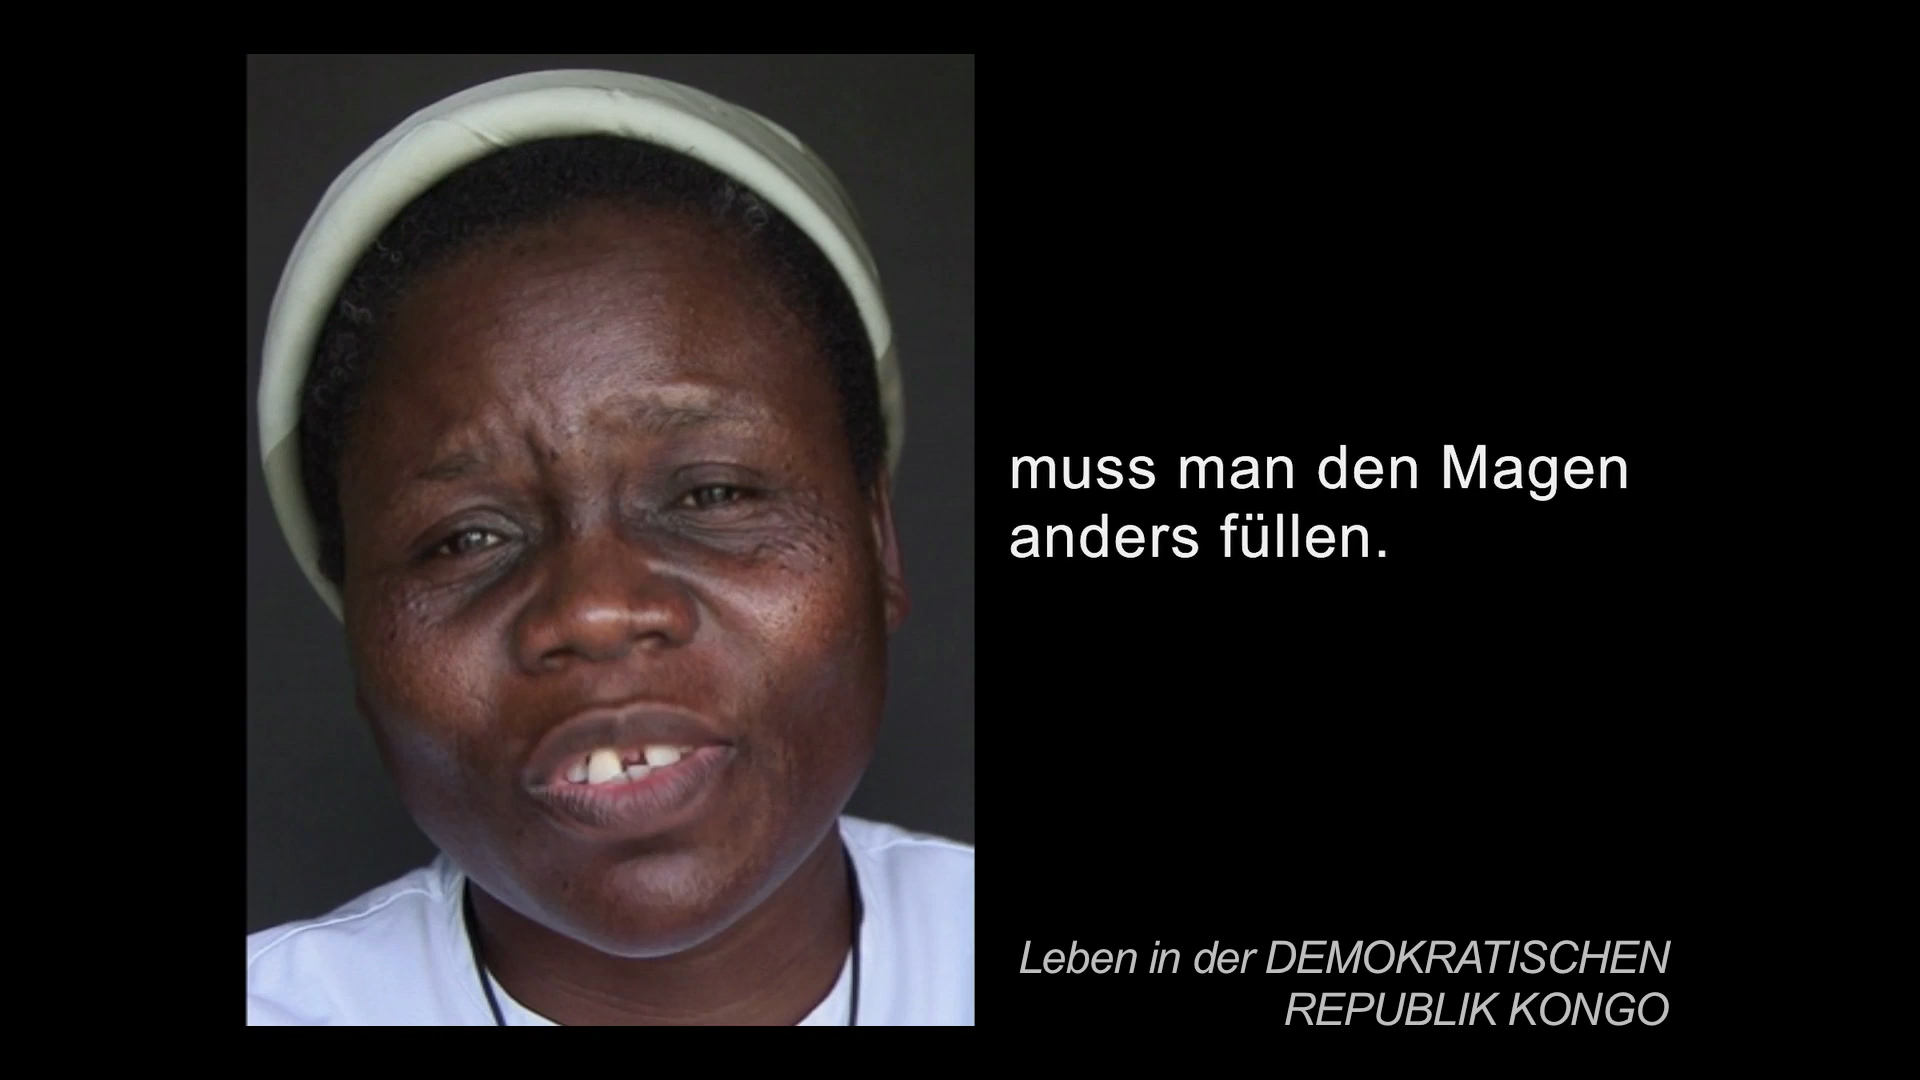 muss man den Magen
anders füllen.
Leben in der DEMOKRATISCHEN
REPUBLIK KONGO